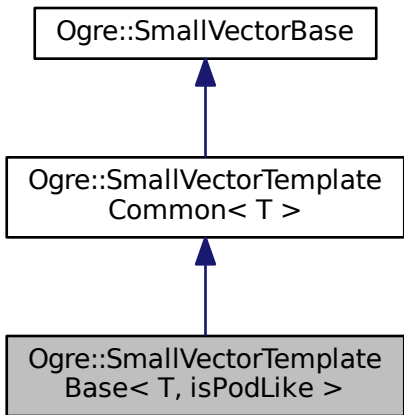 Ogre::SmallVectorBase
Ogre::SmallVectorTemplate
Common< T >
Ogre::SmallVectorTemplate
Base< T, isPodLike >